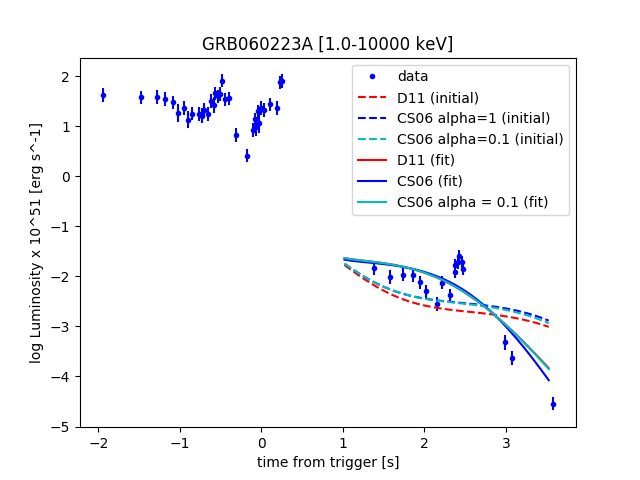 GRB060223A [1.0-10000 keV]
data
D11 (initial)
CS06 alpha=1 (initial)
CS06 alpha=0.1 (initial)
D11 (fit)
CS06 (fit)
CS06 alpha = 0.1 (fit)
log Luminosity x 10^51 [erg s^-1]
2
1
0
−1
−2
−3
−4
−5
−2
−1
0
1
2
3
time from trigger [s]